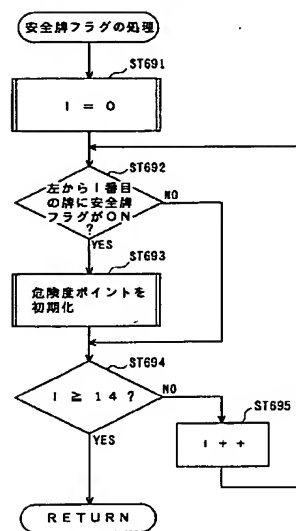 安全牌フラグの処理
ST691
I = 0
ST692
左からI番目
の牌に安全牌
フラグがON
?
NO
YES
ST693
危険度ポイントを
初期化
ST694
I ≧ 14?
NO
YES
ST695
I + +
RETURN